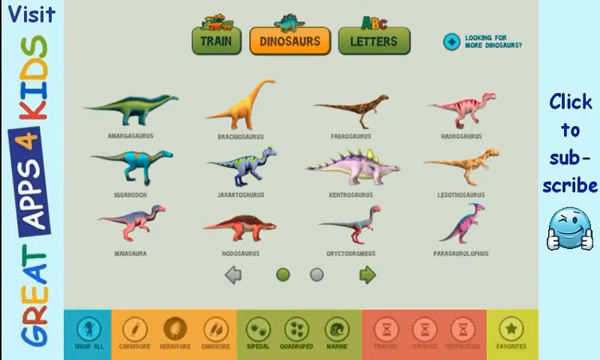 Visit
GREAT APPS 4 KIDS
TRAIN
DINOSAURS
ABC
LETTERS
LOOKING FOR
MORE DINOSAURS?
AMARGASAURUS
BRACHIOSAURUS
FABROSAURUS
HADROSAURUS
IGUANODON
JAXARTOSAURUS
KENTROSAURUS
LESOTHOSAURUS
MAIASAURA
NODOSAURUS
ORYCTODROMEUS
PARASAUROLOPHUS
SHOW ALL
CARNIVORE
HERBIVORE
OMNIVORE
BIPEDAL
QUADRUPED
MARINE
TRIASSIC
JURASSIC
CRETACEOUS
FAVORITES
Click
to
sub-
scribe